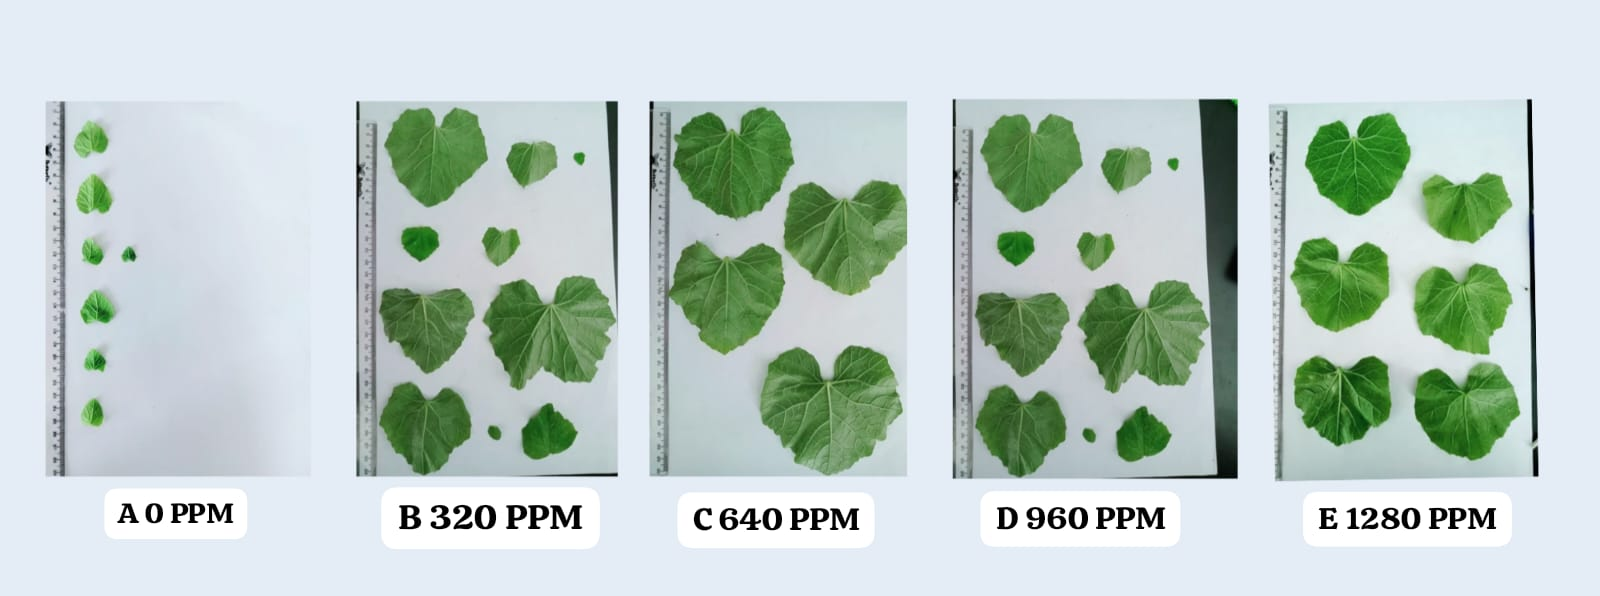 A 0 PPM
B 320 PPM
C 640 PPM
D 960 PPM
E 1280 PPM